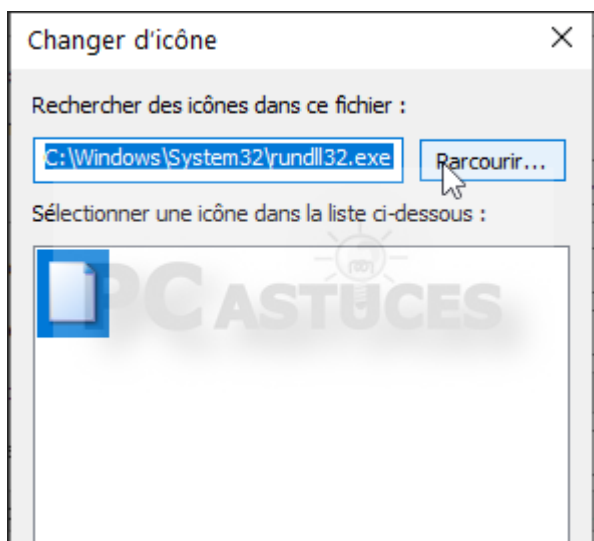 Changer d'icône
Rechercher des icônes dans ce fichier :
C:\Windows\System32\rundll32.exe
Parcourir...
Sélectionner une icône dans la liste ci-dessous :
PC ASTUCES